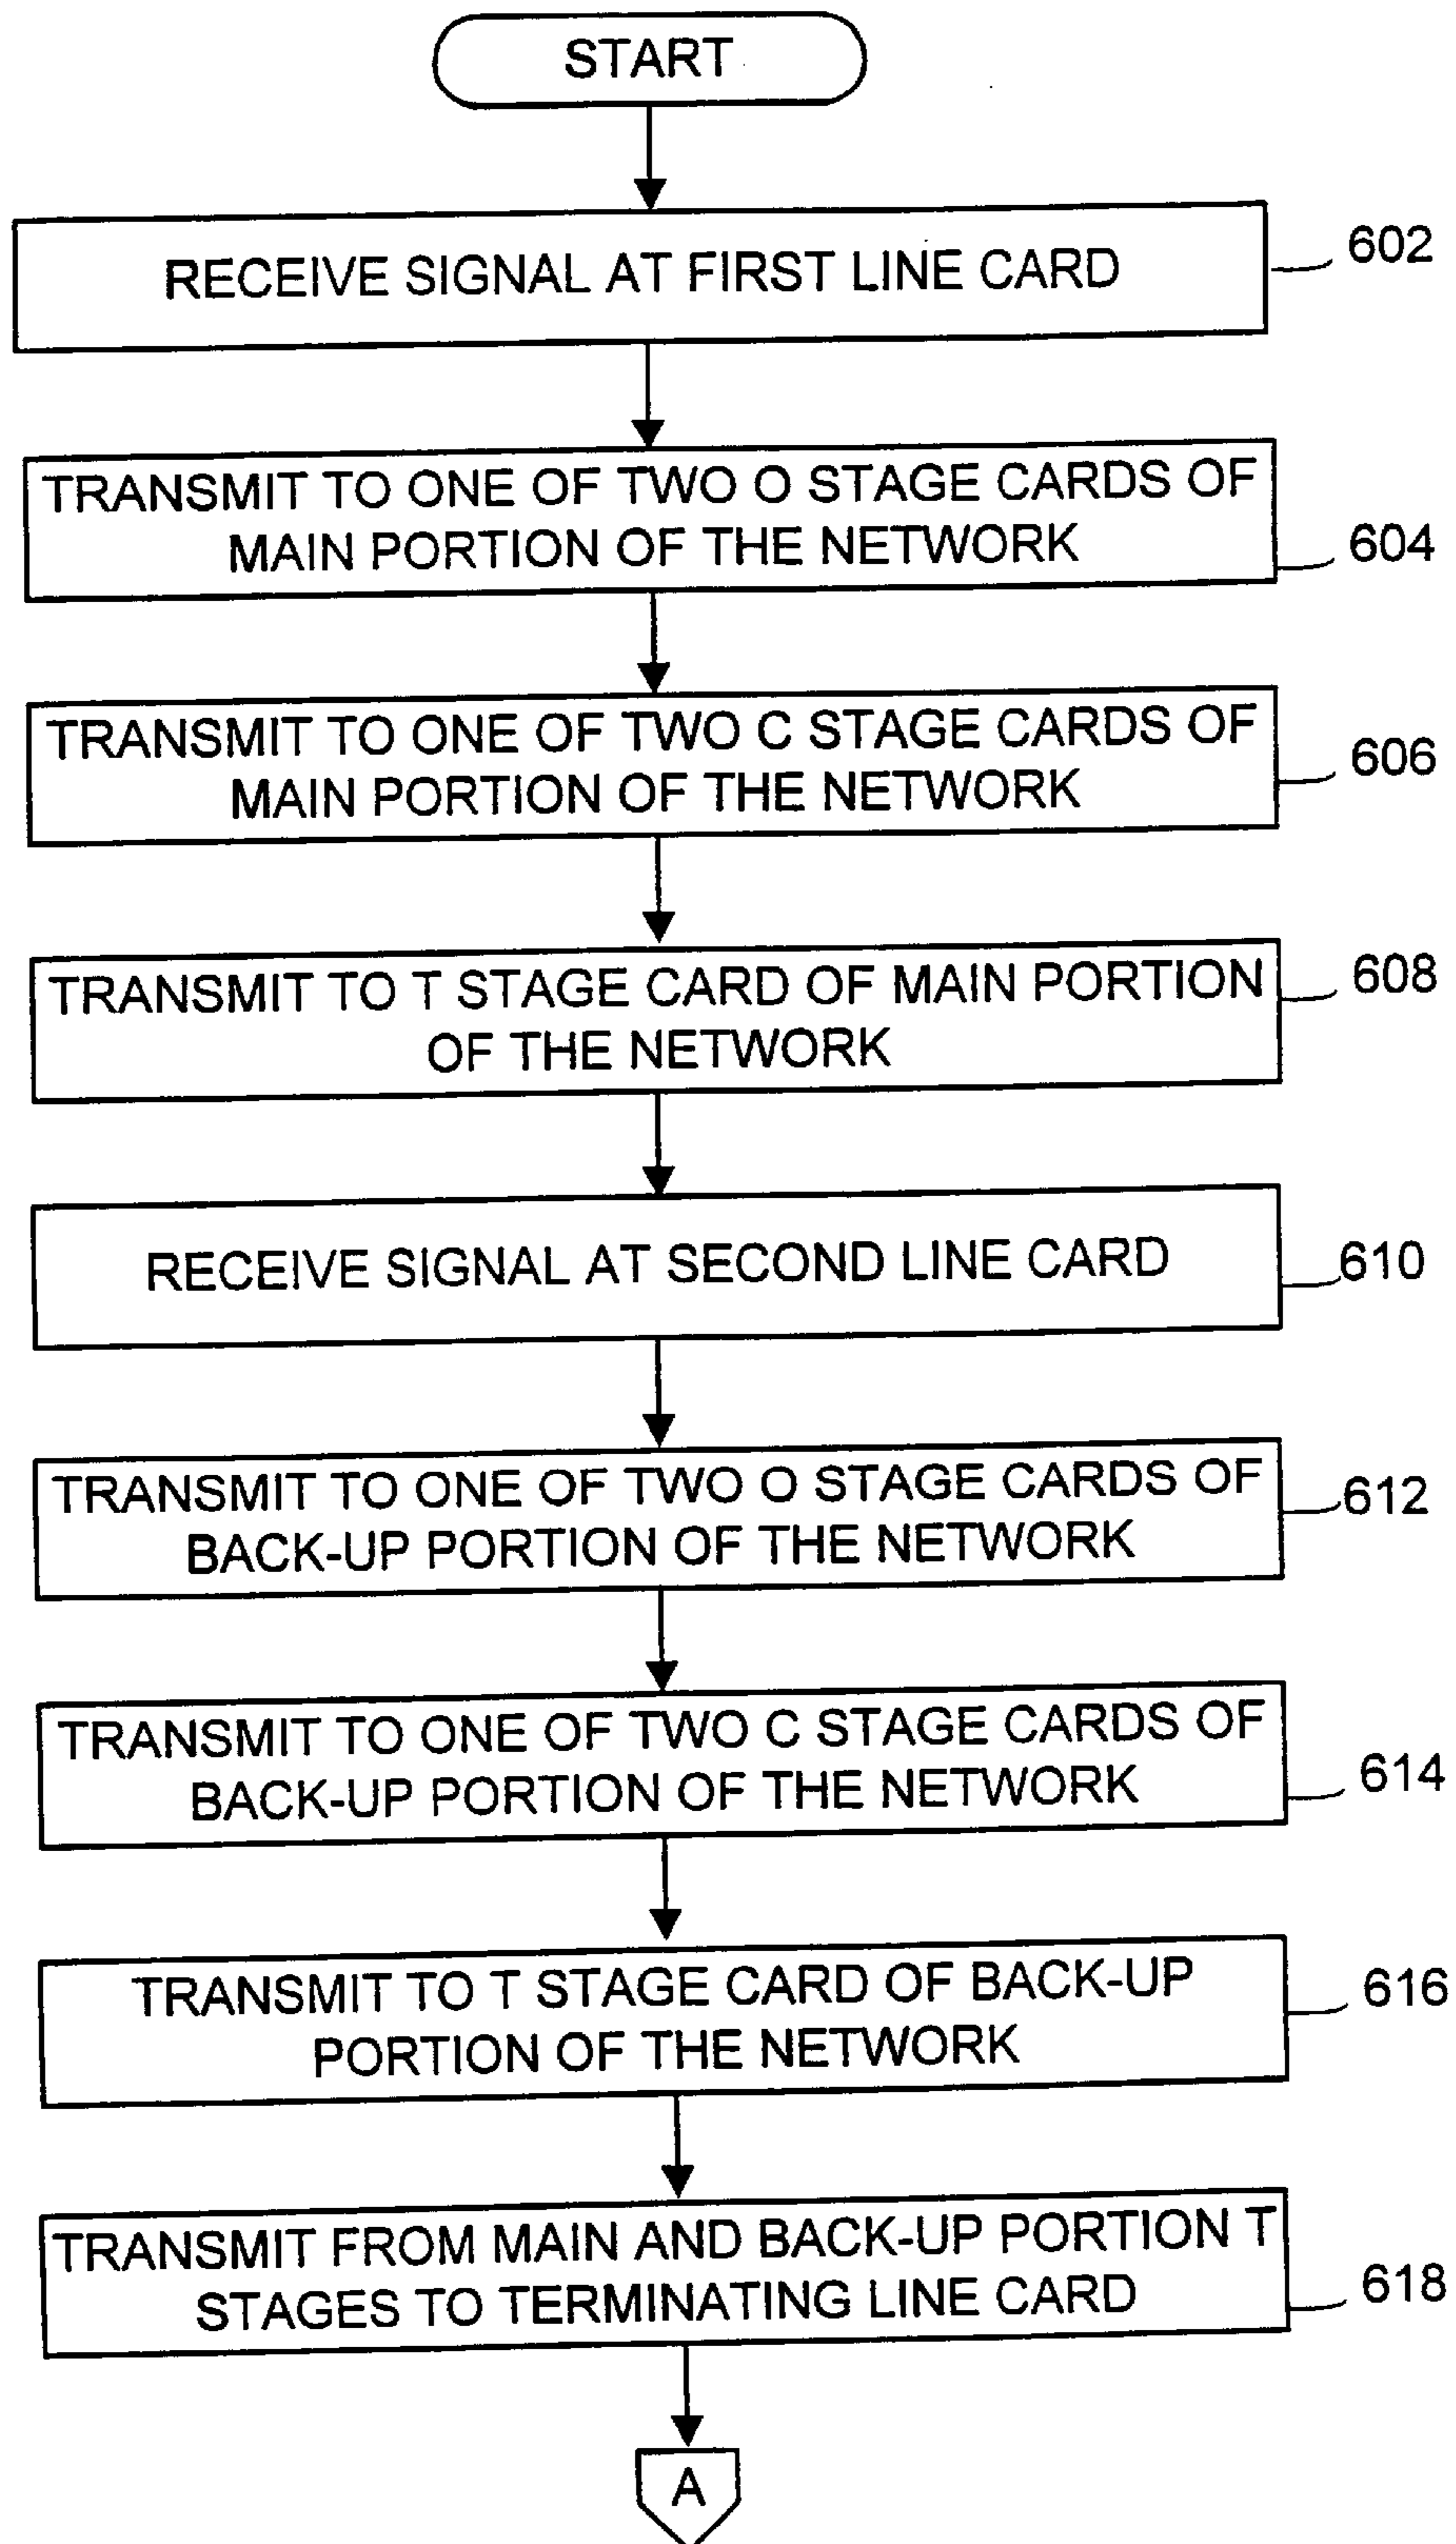 START
RECEIVE SIGNAL AT FIRST LINE CARD
602
TRANSMIT TO ONE OF TWO O STAGE CARDS OF
MAIN PORTION OF THE NETWORK
604
TRANSMIT TO ONE OF TWO C STAGE CARDS OF
MAIN PORTION OF THE NETWORK
606
TRANSMIT TO T STAGE CARD OF MAIN PORTION
OF THE NETWORK
608
RECEIVE SIGNAL AT SECOND LINE CARD
610
TRANSMIT TO ONE OF TWO O STAGE CARDS OF
BACK-UP PORTION OF THE NETWORK
612
TRANSMIT TO ONE OF TWO C STAGE CARDS OF
BACK-UP PORTION OF THE NETWORK
614
TRANSMIT TO T STAGE CARD OF BACK-UP
PORTION OF THE NETWORK
616
TRANSMIT FROM MAIN AND BACK-UP PORTION T
STAGES TO TERMINATING LINE CARD
618
A